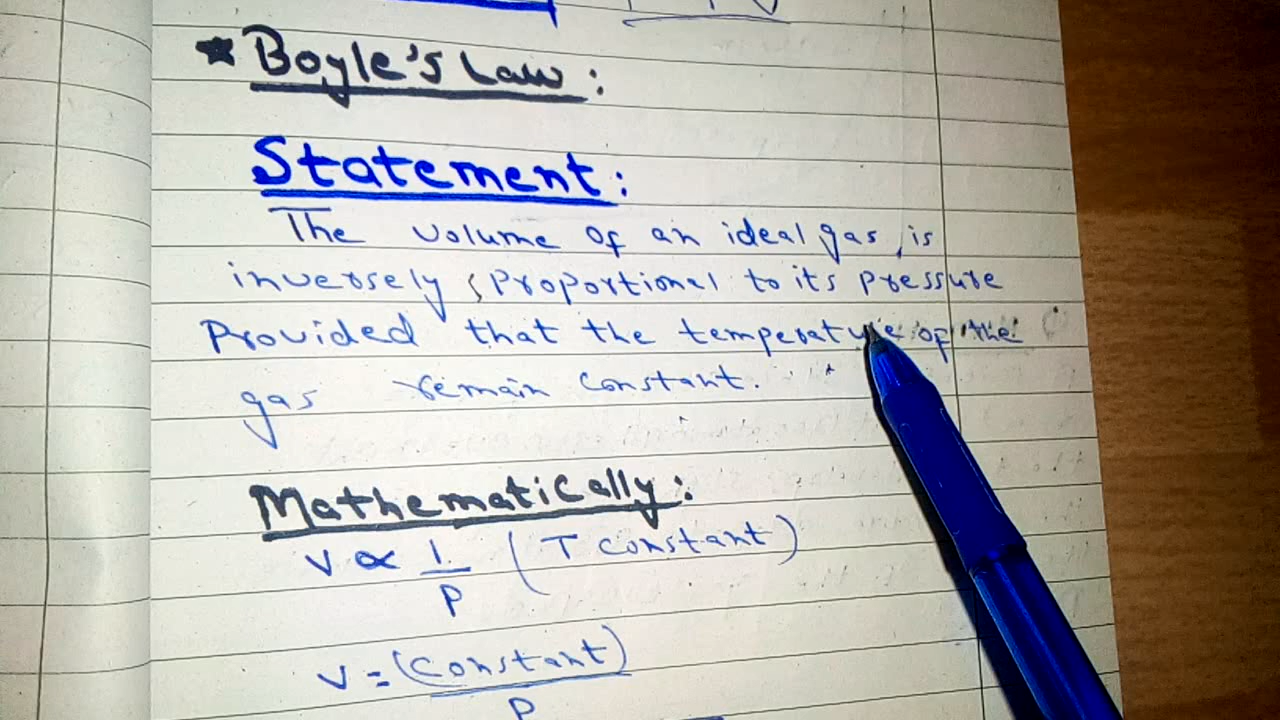 * Boyle's Law:
Statement:
The volume of an ideal gas, is
inversely proportional to its pressure
Provided that the temperature of the
gas remain constant.
Mathematically:
V ∝ 1/P (T constant)
V = (constant)/P